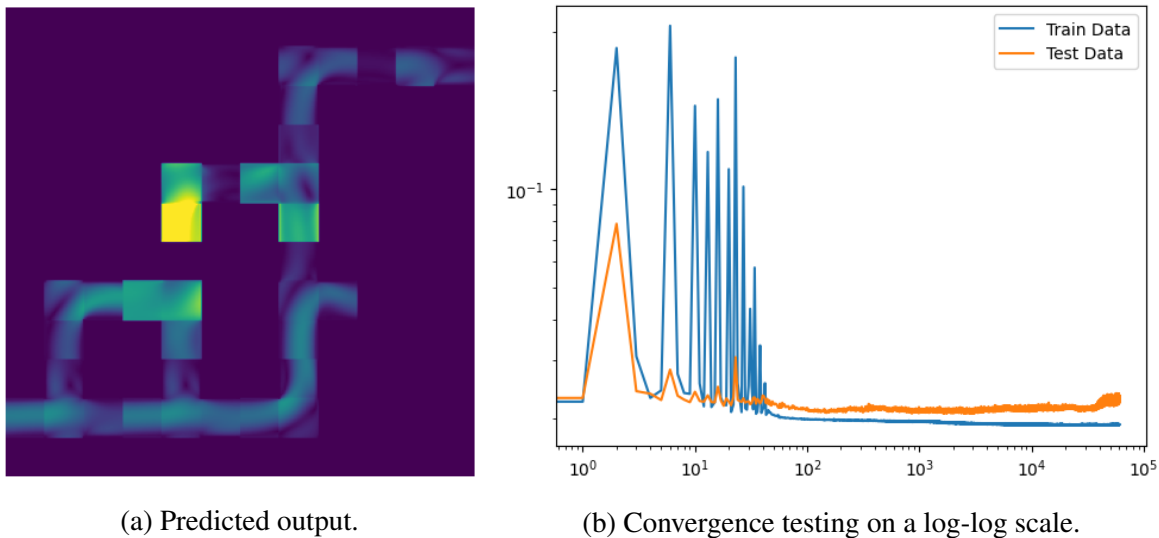 Train Data
Test Data
10⁻¹
10⁰
10¹
10²
10³
10⁴
10⁵
(a) Predicted output.
(b) Convergence testing on a log-log scale.